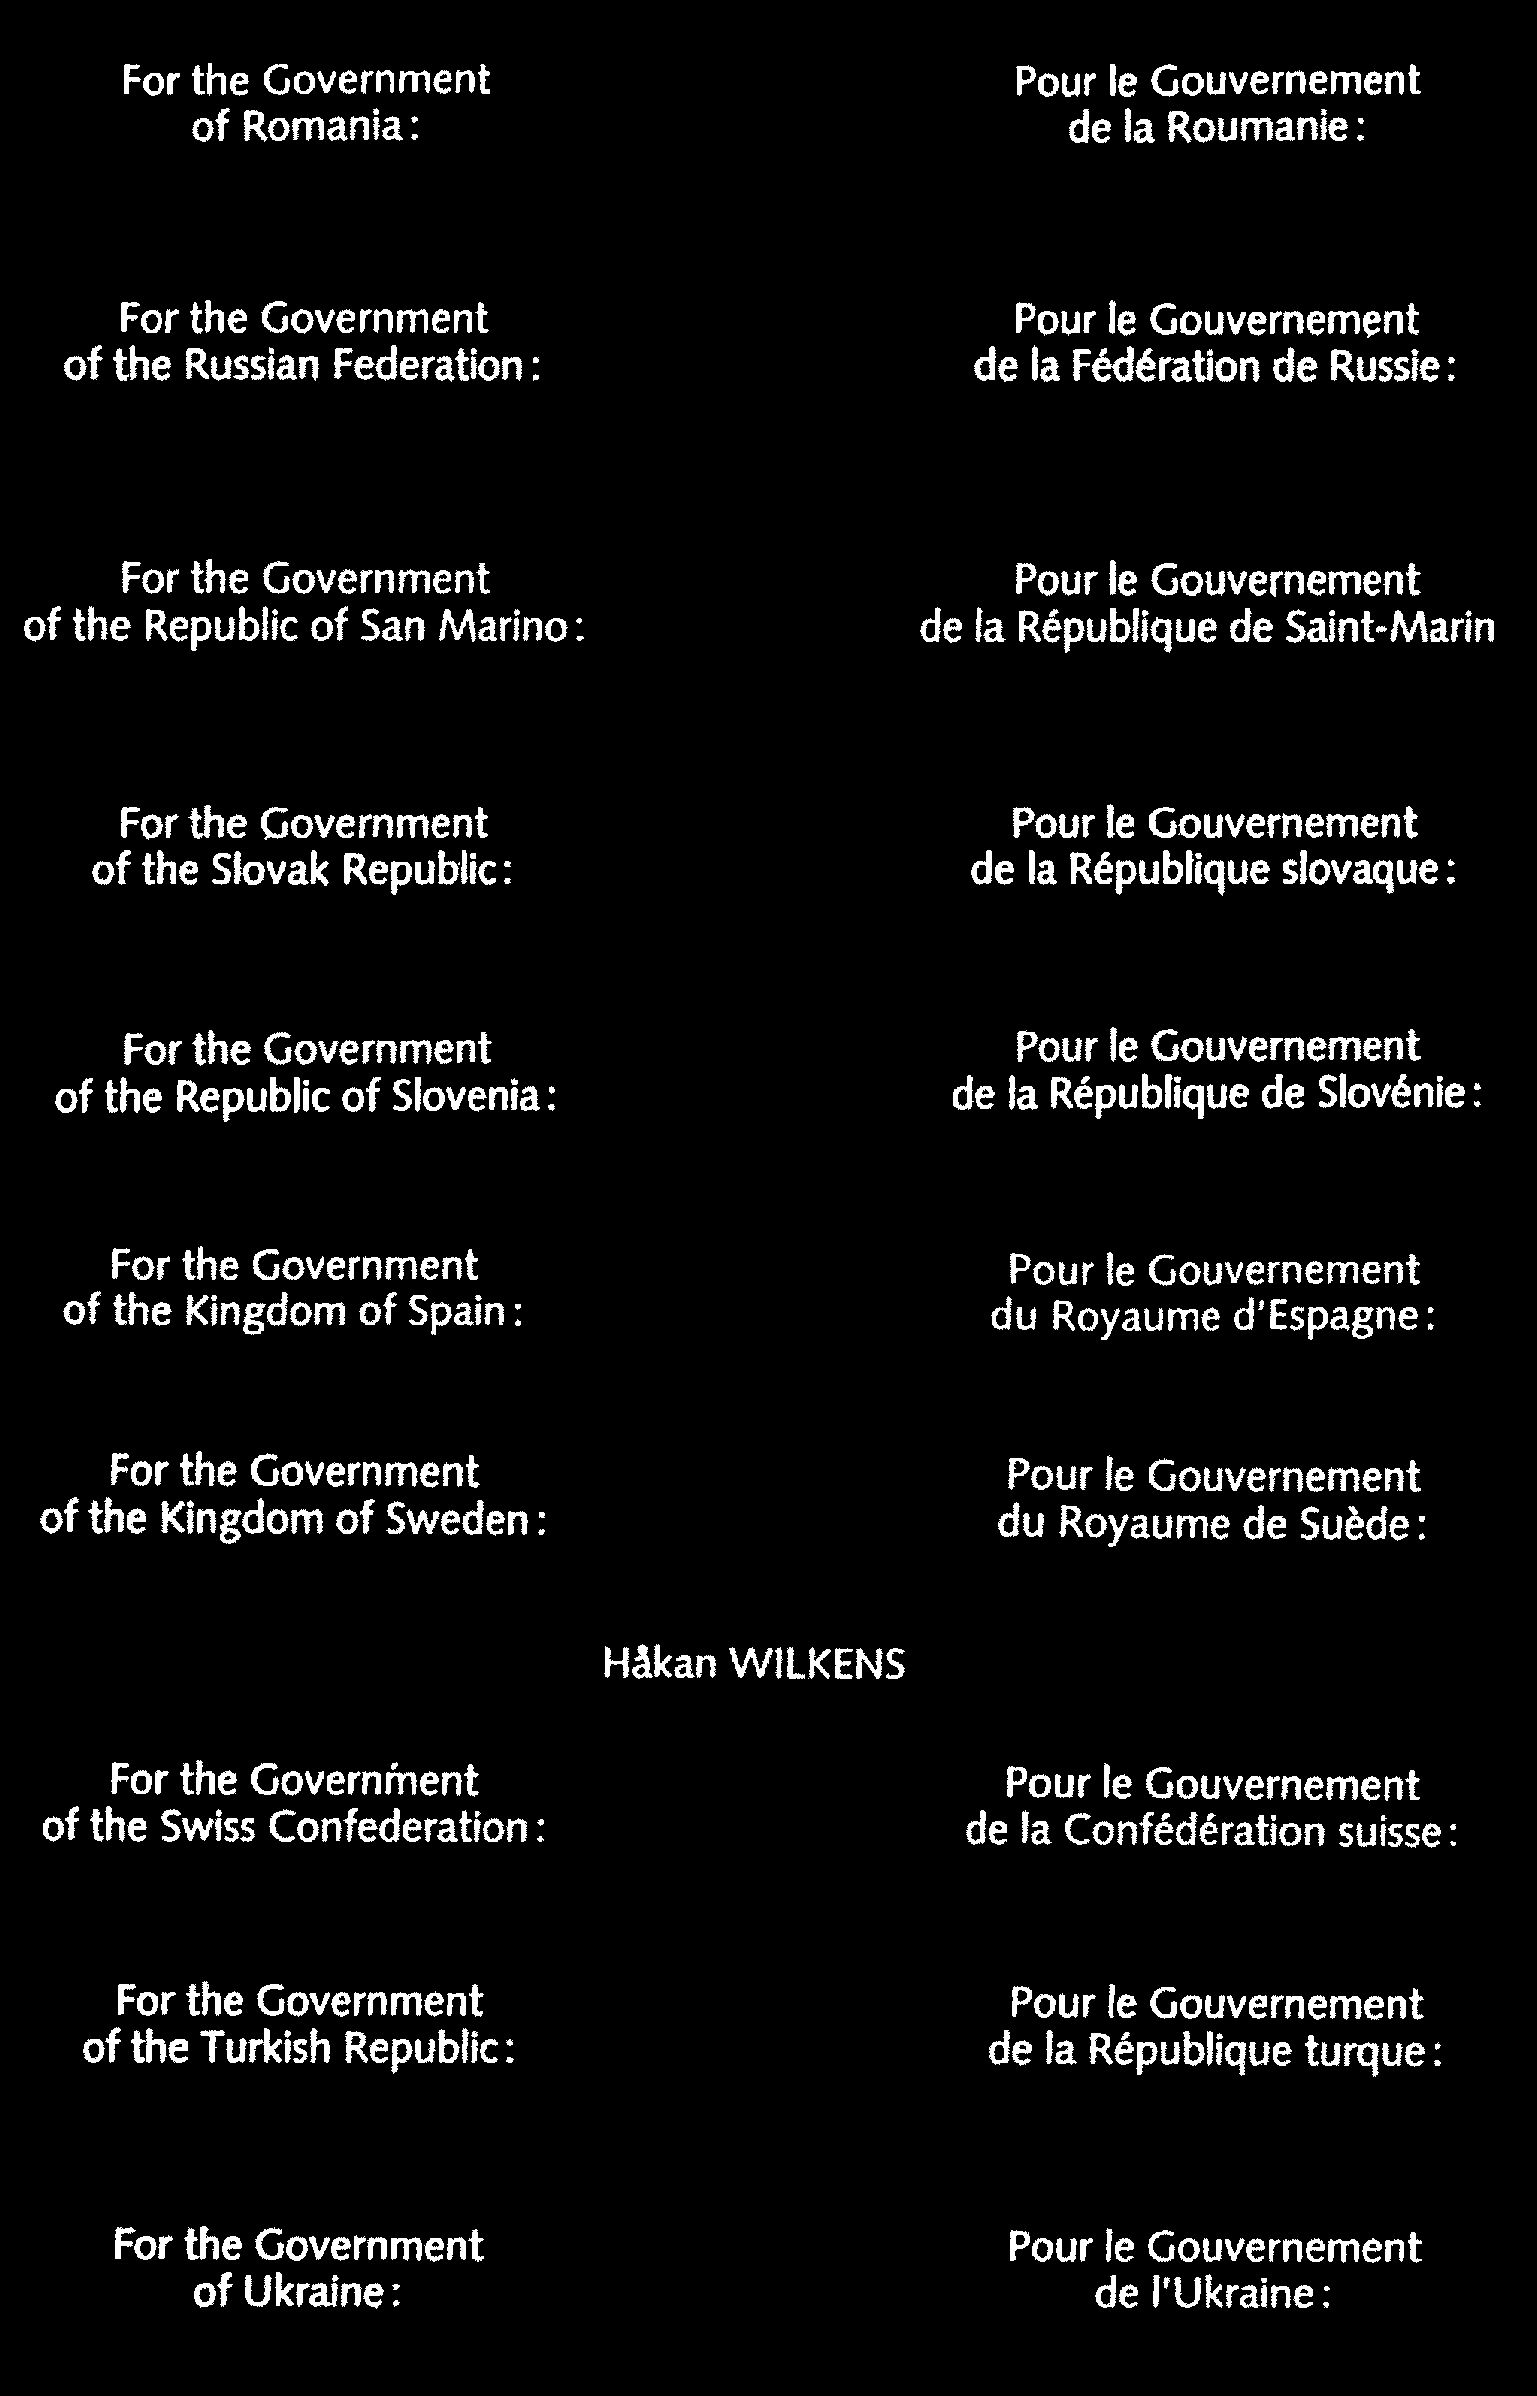 For the Government
of Romania:
Pour le Gouvernement
de la Roumanie:
For the Government
of the Russian Federation:
Pour le Gouvernement
de la Fédération de Russie:
For the Government
of the Republic of San Marino:
Pour le Gouvernement
de la République de Saint-Marin
For the Government
of the Slovak Republic:
Pour le Gouvernement
de la République slovaque:
For the Government
of the Republic of Slovenia:
Pour le Gouvernement
de la République de Slovénie:
For the Government
of the Kingdom of Spain:
Pour le Gouvernement
du Royaume d'Espagne:
For the Government
of the Kingdom of Sweden:
Pour le Gouvernement
du Royaume de Suède:
Håkan WILKENS
For the Government
of the Swiss Confederation:
Pour le Gouvernement
de la Confédération suisse:
For the Government
of the Turkish Republic:
Pour le Gouvernement
de la République turque:
For the Government
of Ukraine:
Pour le Gouvernement
de l'Ukraine: